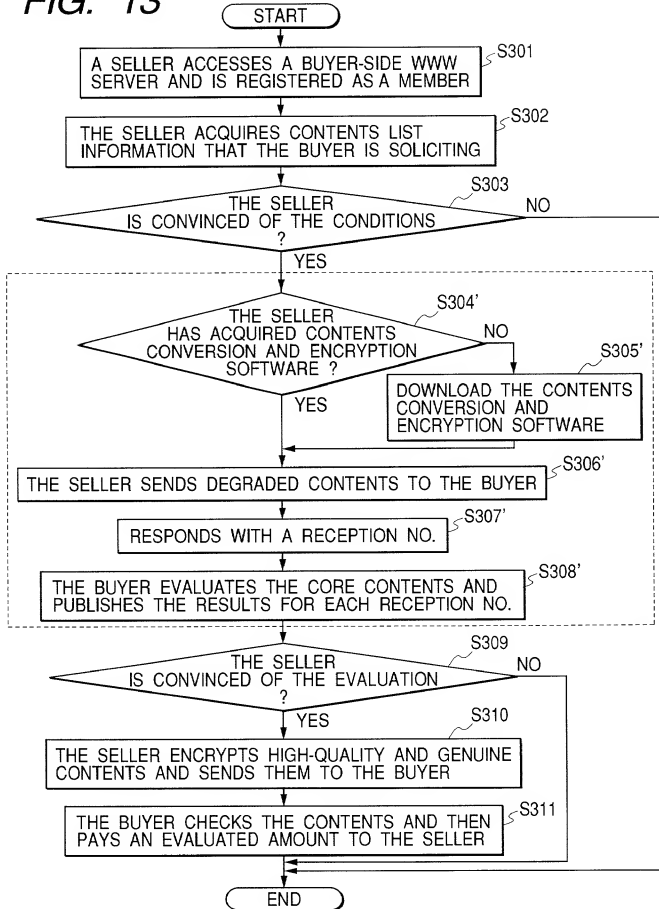 FIG. 13
START
S301
A SELLER ACCESSES A BUYER-SIDE WWW
SERVER AND IS REGISTERED AS A MEMBER
S302
THE SELLER ACQUIRES CONTENTS LIST
INFORMATION THAT THE BUYER IS SOLICITING
S303
THE SELLER
IS CONVINCED OF THE CONDITIONS
?
NO
YES
S304'
THE SELLER
HAS ACQUIRED CONTENTS
CONVERSION AND ENCRYPTION
SOFTWARE ?
NO
YES
S305'
DOWNLOAD THE CONTENTS
CONVERSION AND
ENCRYPTION SOFTWARE
S306'
THE SELLER SENDS DEGRADED CONTENTS TO THE BUYER
S307'
RESPONDS WITH A RECEPTION NO.
S308'
THE BUYER EVALUATES THE CORE CONTENTS AND
PUBLISHES THE RESULTS FOR EACH RECEPTION NO.
S309
THE SELLER
IS CONVINCED OF THE EVALUATION
?
NO
YES
S310
THE SELLER ENCRYPTS HIGH-QUALITY AND GENUINE
CONTENTS AND SENDS THEM TO THE BUYER
S311
THE BUYER CHECKS THE CONTENTS AND THEN
PAYS AN EVALUATED AMOUNT TO THE SELLER
END